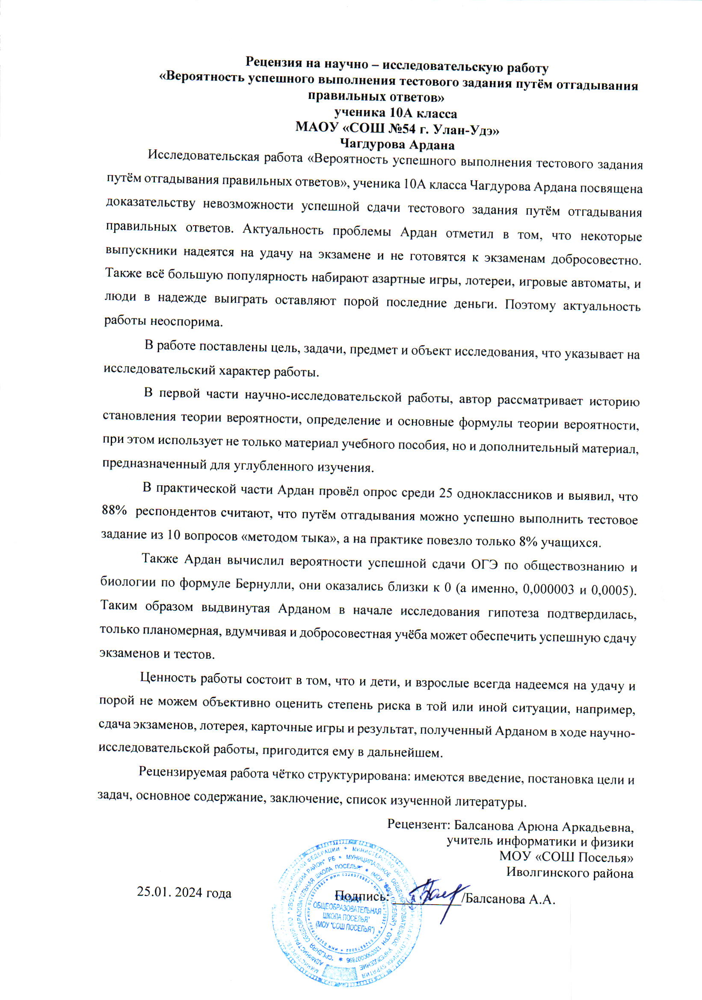 Рецензия на научно – исследовательскую работу
«Вероятность успешного выполнения тестового задания путём отгадывания
правильных ответов»
ученика 10А класса
МАОУ «СОШ №54 г. Улан-Удэ»
Чагдурова Ардана
Исследовательская работа «Вероятность успешного выполнения тестового задания
путём отгадывания правильных ответов», ученика 10А класса Чагдурова Ардана посвящена
доказательству невозможности успешной сдачи тестового задания путём отгадывания
правильных ответов. Актуальность проблемы Ардан отметил в том, что некоторые
выпускники надеятся на удачу на экзамене и не готовятся к экзаменам добросовестно.
Также всё большую популярность набирают азартные игры, лотереи, игровые автоматы, и
люди в надежде выиграть оставляют порой последние деньги. Поэтому актуальность
работы неоспорима.
В работе поставлены цель, задачи, предмет и объект исследования, что указывает на
исследовательский характер работы.
В первой части научно-исследовательской работы, автор рассматривает историю
становления теории вероятности, определение и основные формулы теории вероятности,
при этом использует не только материал учебного пособия, но и дополнительный материал,
предназначенный для углубленного изучения.
В практической части Ардан провёл опрос среди 25 одноклассников и выявил, что
88% респондентов считают, что путём отгадывания можно успешно выполнить тестовое
задание из 10 вопросов «методом тыка», а на практике повезло только 8% учащихся.
Также Ардан вычислил вероятности успешной сдачи ОГЭ по обществознанию и
биологии по формуле Бернулли, они оказались близки к 0 (а именно, 0,000003 и 0,0005).
Таким образом выдвинутая Арданом в начале исследования гипотеза подтвердилась,
только планомерная, вдумчивая и добросовестная учёба может обеспечить успешную сдачу
экзаменов и тестов.
Ценность работы состоит в том, что и дети, и взрослые всегда надеемся на удачу и
порой не можем объективно оценить степень риска в той или иной ситуации, например,
сдача экзаменов, лотерея, карточные игры и результат, полученный Арданом в ходе научно-
исследовательской работы, пригодится ему в дальнейшем.
Рецензируемая работа чётко структурирована: имеются введение, постановка цели и
задач, основное содержание, заключение, список изученной литературы.
Рецензент: Балсанова Арюна Аркадьевна,
учитель информатики и физики
МОУ «СОШ Поселья»
Иволгинского района
25.01. 2024 года Подпись:__________/Балсанова А.А.
"СРЕДНЯЯ
ОБЩЕОБРАЗОВАТЕЛЬНАЯ
ШКОЛА ПОСЕЛЬЯ"
(МОУ "СОШ ПОСЕЛЬЯ")